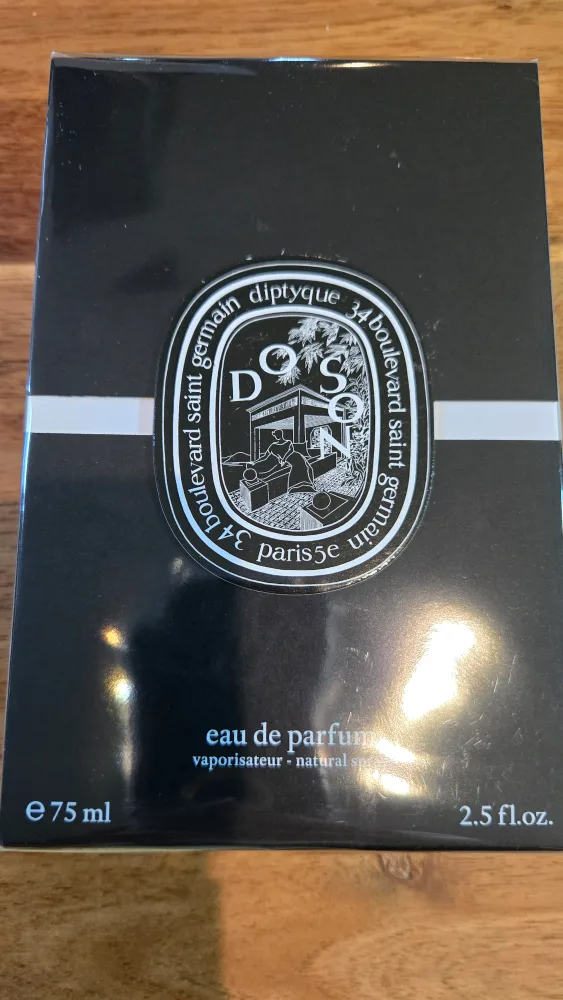 diptyque
34 boulevard saint germain
paris5e
34 boulevard saint germain
DO SON
eau de parfum
vaporisateur - natural spray
e 75 ml
2.5 fl.oz.